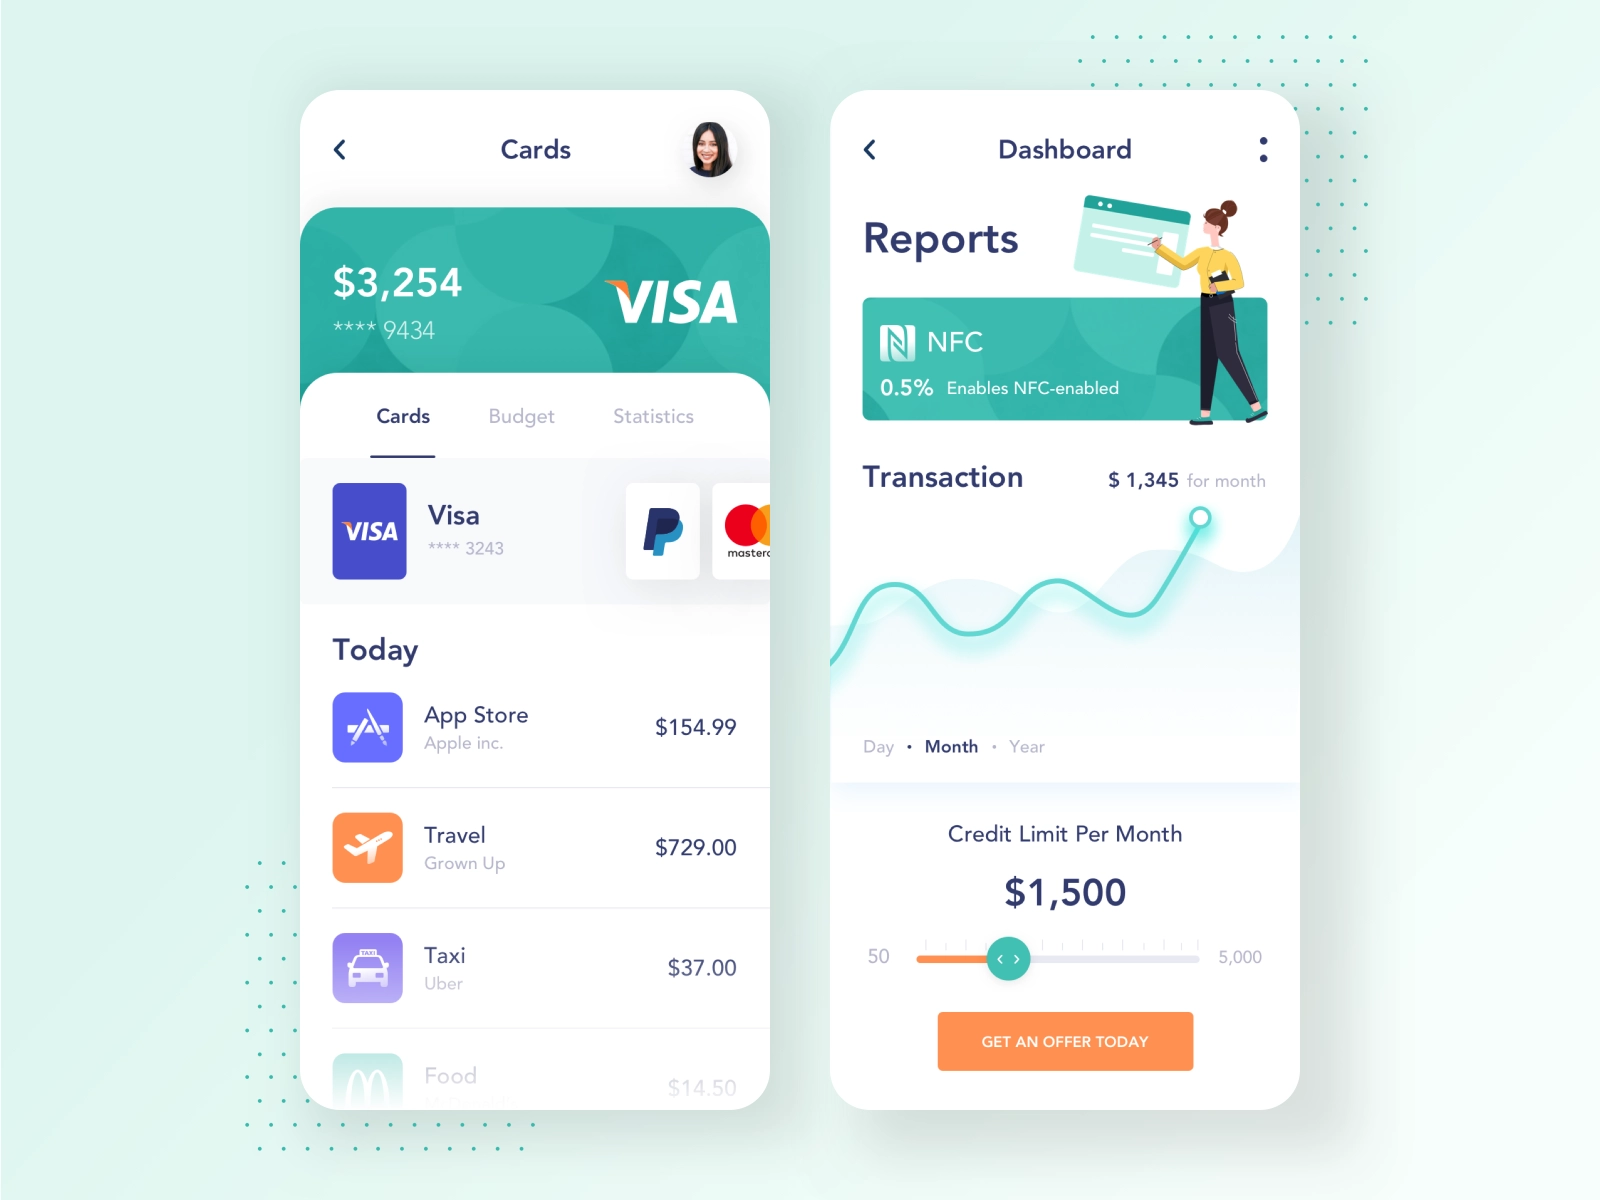 Cards
$3,254
**** 9434
VISA
Cards Budget Statistics
VISA
Visa
**** 3243
masterc
Today
App Store
Apple inc.
$154.99
Travel
Grown Up
$729.00
TAXI
Taxi
Uber
$37.00
Food
$14.50
Dashboard
Reports
NFC
0.5% Enables NFC-enabled
Transaction
$ 1,345 for month
Day • Month • Year
Credit Limit Per Month
$1,500
50
5,000
GET AN OFFER TODAY